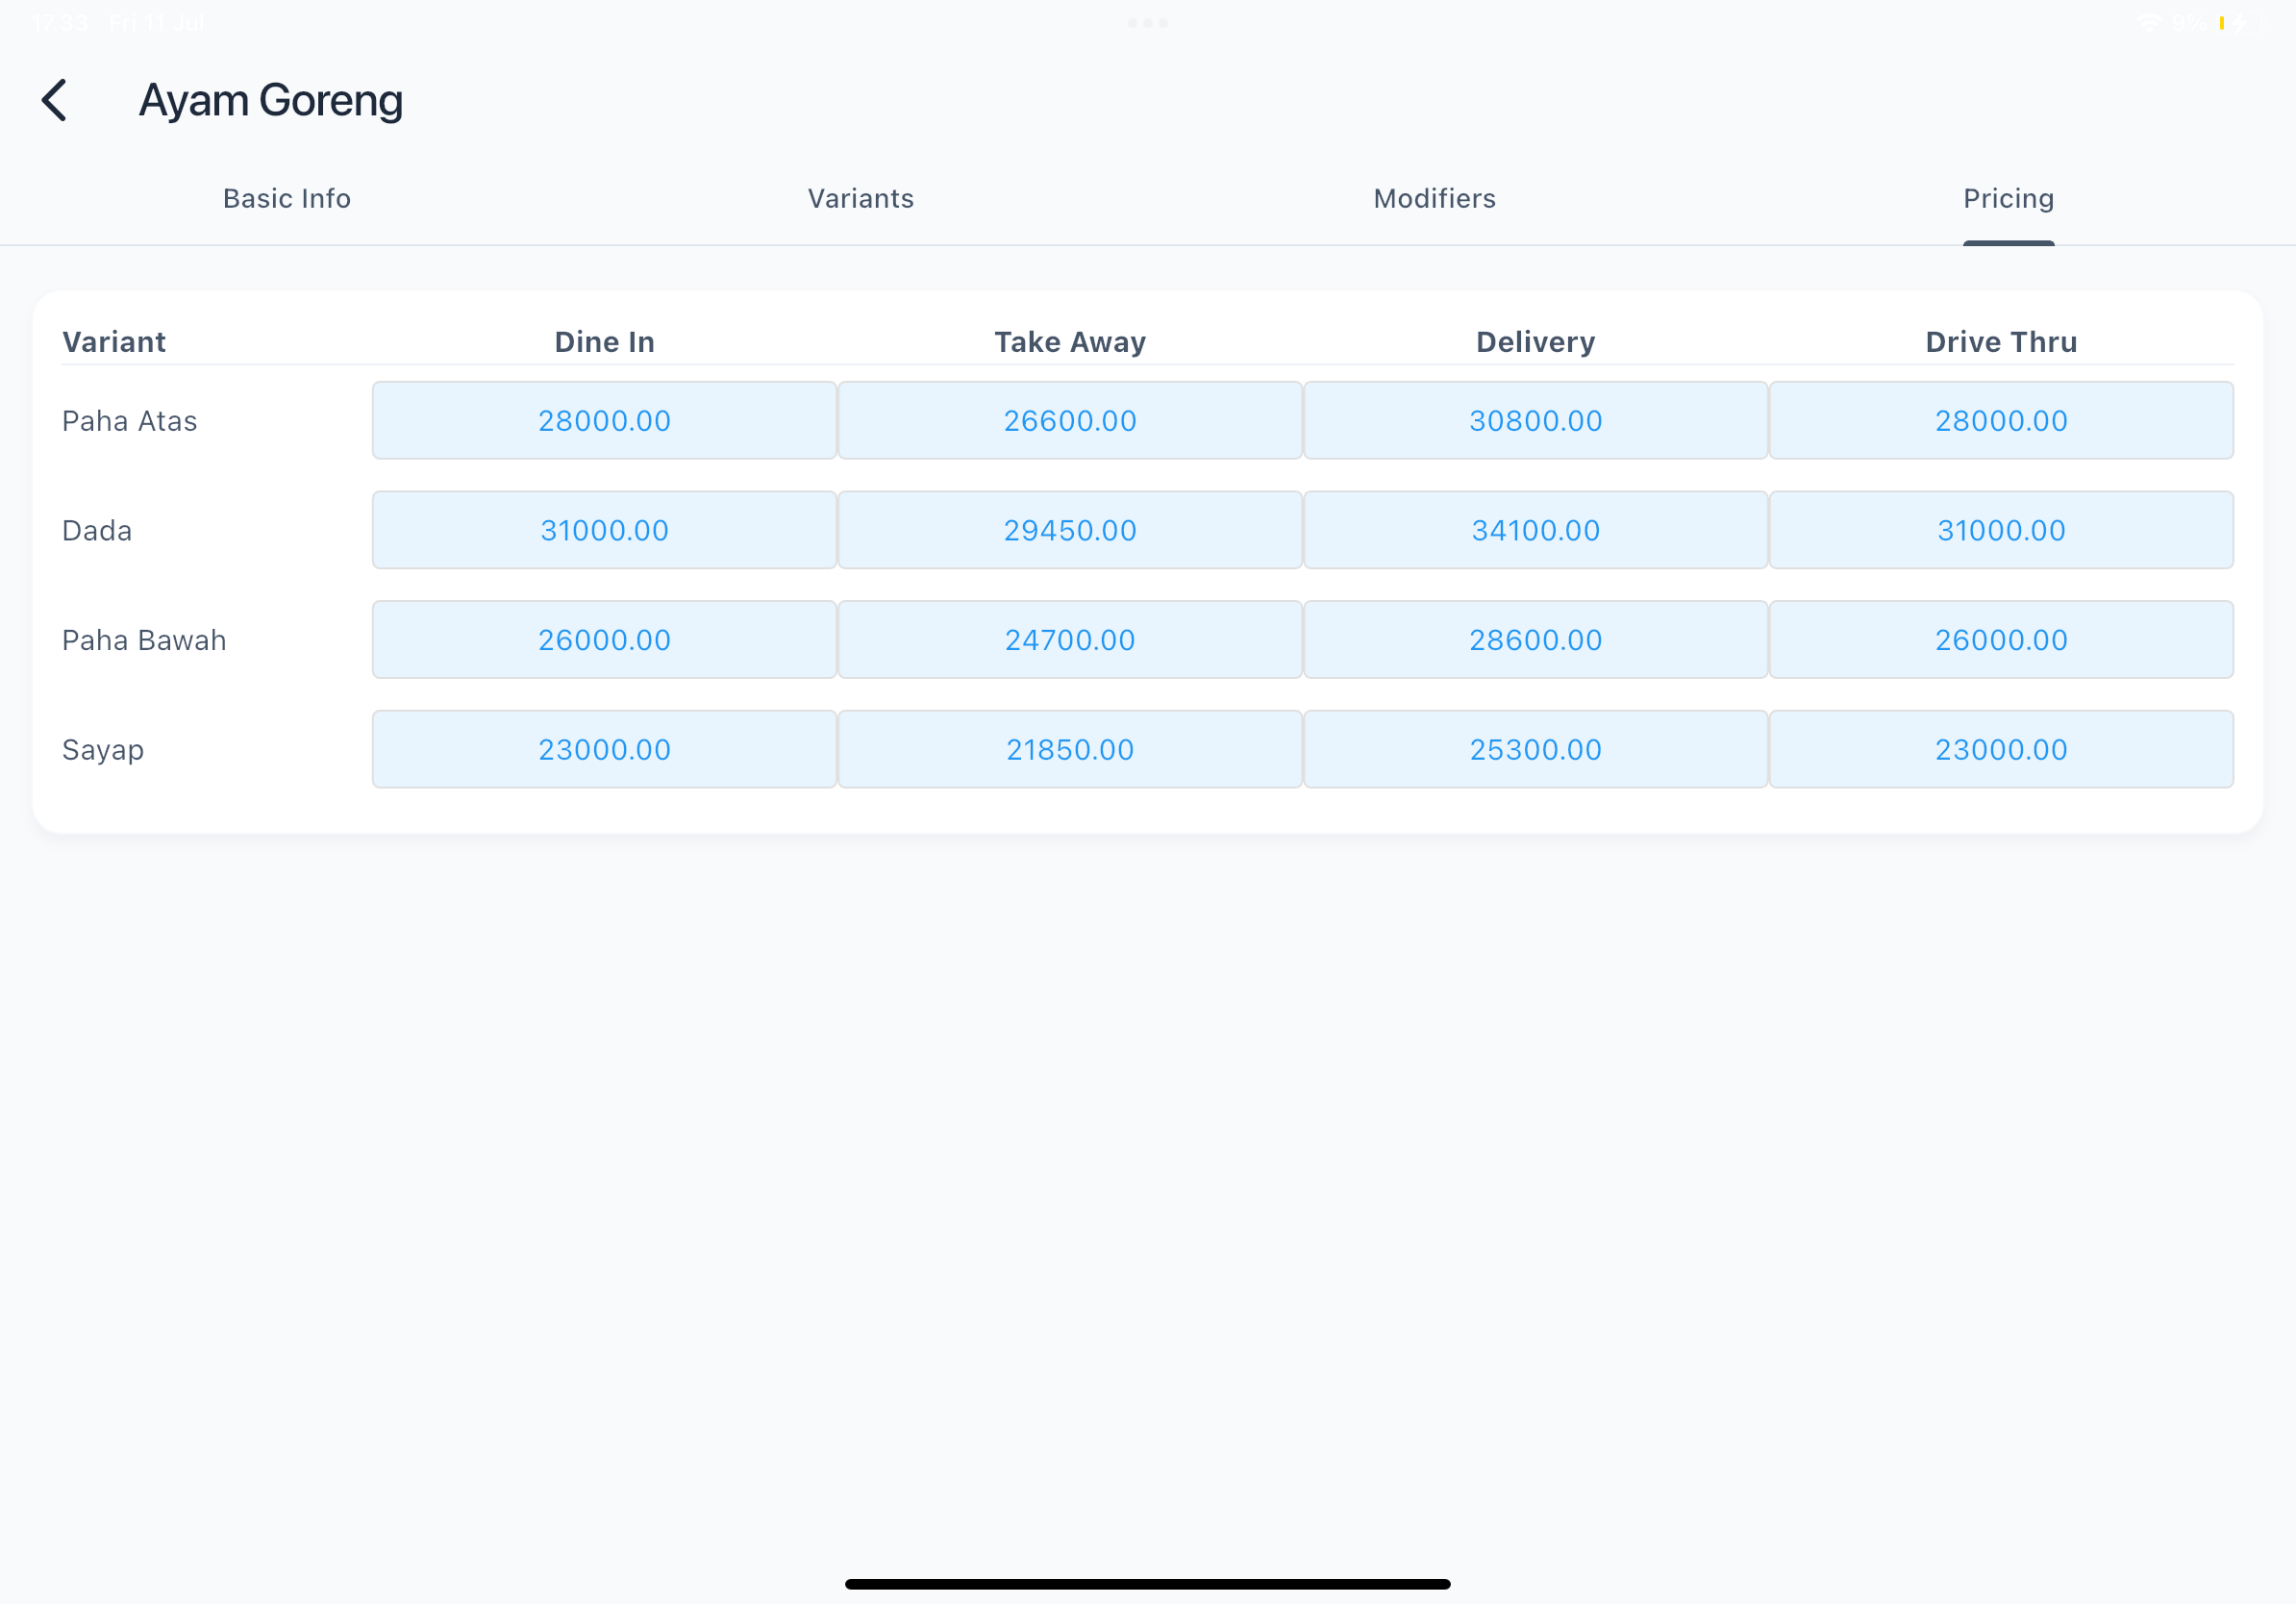 17.33 Fri 11 Jul
9%
Ayam Goreng
Basic Info Variants Modifiers Pricing
Variant Dine In Take Away Delivery Drive Thru
Paha Atas 28000.00 26600.00 30800.00 28000.00
Dada 31000.00 29450.00 34100.00 31000.00
Paha Bawah 26000.00 24700.00 28600.00 26000.00
Sayap 23000.00 21850.00 25300.00 23000.00